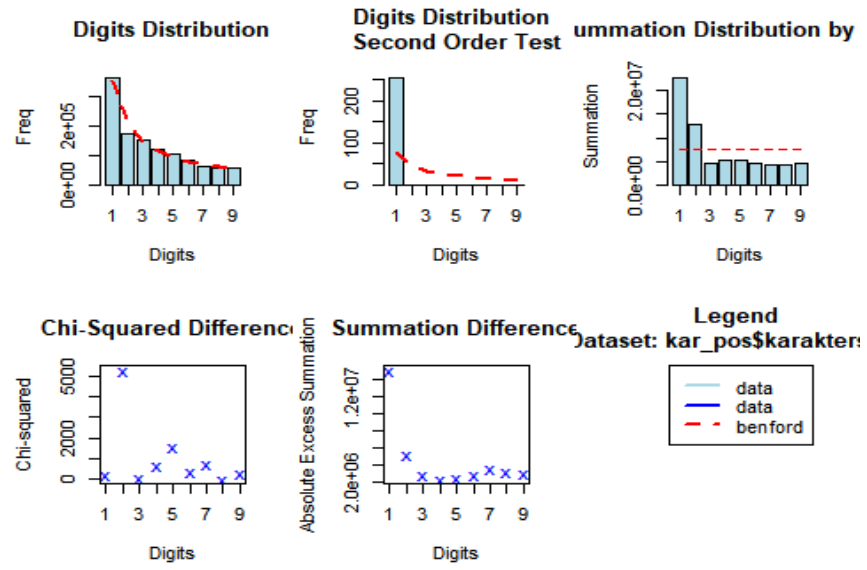 Digits Distribution
Freq
0e+00
2e+05
1 3 5 7 9
Digits
Digits Distribution
Second Order Test
Freq
0
100
200
1 3 5 7 9
Digits
ummation Distribution by
Summation
0.0e+00
2.0e+07
1 3 5 7 9
Digits
Chi-Squared Difference
Chi-squared
0
2000
5000
1 3 5 7 9
Digits
Summation Difference
Absolute Excess Summation
2.0e+06
1.2e+07
1 3 5 7 9
Digits
Legend
Dataset: kar_pos$karakters
data
data
benford